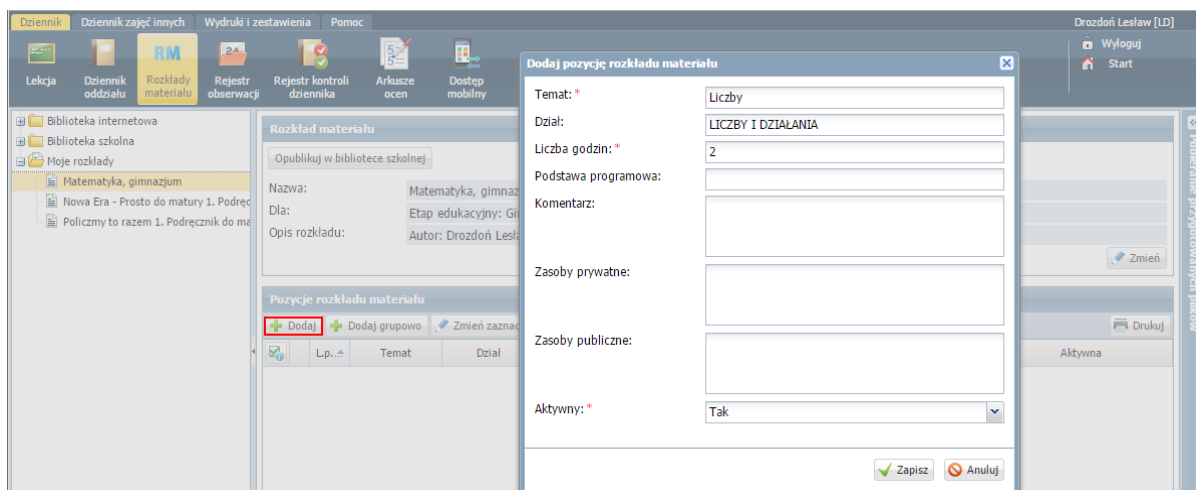 Dziennik Dziennik zajęć innych Wydruki i zestawienia Pomoc Drozdoń Lesław [LD]
Wyloguj
Start
Lekcja
Dziennik oddziału
RM
Rozkłady materiału
Rejestr obserwacji
Rejestr kontroli dziennika
Arkusze ocen
Dostęp mobilny
Biblioteka internetowa
Biblioteka szkolna
Moje rozkłady
Matematyka, gimnazjum
Nowa Era - Prosto do matury 1. Podręc
Policzmy to razem 1. Podręcznik do ma
Rozkład materiału
Opublikuj w bibliotece szkolnej
Nazwa: Matematyka, gimnaz
Dla: Etap edukacyjny: Gi
Opis rozkładu: Autor: Drozdoń Lesła
Zmień
Pozycje rozkładu materiału
Dodaj Dodaj grupowo Zmień zaznac Drukuj
L.p. Temat Dział Aktywna
Dodaj pozycję rozkładu materiału
Temat: * Liczby
Dział: LICZBY I DZIAŁANIA
Liczba godzin: * 2
Podstawa programowa:
Komentarz:
Zasoby prywatne:
Zasoby publiczne:
Aktywny: * Tak
Zapisz Anuluj
Pobieranie przygotowanych plików